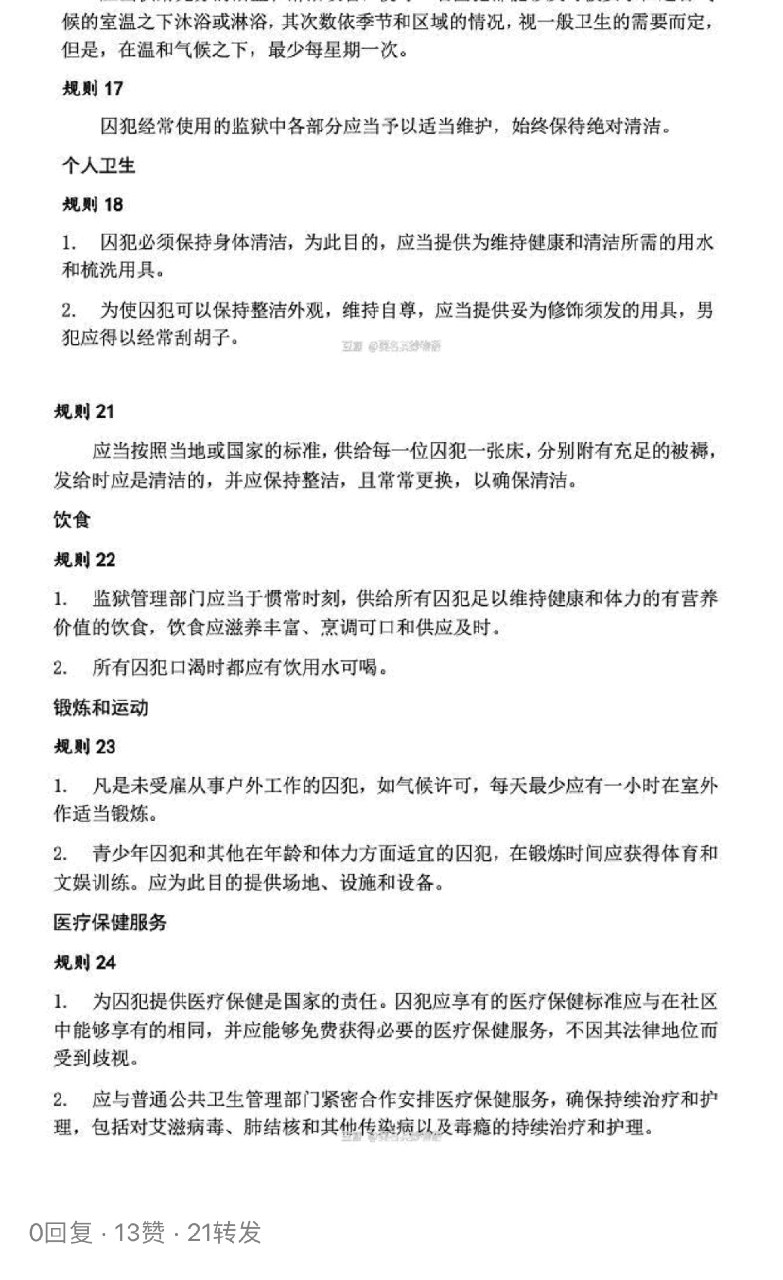 候的室温之下沐浴或淋浴，其次数依季节和区域的情况，视一般卫生的需要而定，
但是，在温和气候之下，最少每星期一次。
规则 17
囚犯经常使用的监狱中各部分应当予以适当维护，始终保待绝对清洁。
个人卫生
规则 18
1. 囚犯必须保持身体清洁，为此目的，应当提供为维持健康和清洁所需的用水
和梳洗用具。
2. 为使囚犯可以保持整洁外观，维持自尊，应当提供妥为修饰须发的用具，男
犯应得以经常刮胡子。
规则 21
应当按照当地或国家的标准，供给每一位囚犯一张床，分别附有充足的被褥，
发给时应是清洁的，并应保持整洁，且常常更换，以确保清洁。
饮食
规则 22
1. 监狱管理部门应当于惯常时刻，供给所有囚犯足以维持健康和体力的有营养
价值的饮食，饮食应滋养丰富、烹调可口和供应及时。
2. 所有囚犯口渴时都应有饮用水可喝。
锻炼和运动
规则 23
1. 凡是未受雇从事户外工作的囚犯，如气候许可，每天最少应有一小时在室外
作适当锻炼。
2. 青少年囚犯和其他在年龄和体力方面适宜的囚犯，在锻炼时间应获得体育和
文娱训练。应为此目的提供场地、设施和设备。
医疗保健服务
规则 24
1. 为囚犯提供医疗保健是国家的责任。囚犯应享有的医疗保健标准应与在社区
中能够享有的相同，并应能够免费获得必要的医疗保健服务，不因其法律地位而
受到歧视。
2. 应与普通公共卫生管理部门紧密合作安排医疗保健服务，确保持续治疗和护
理，包括对艾滋病毒、肺结核和其他传染病以及毒瘾的持续治疗和护理。
0回复 · 13赞 · 21转发